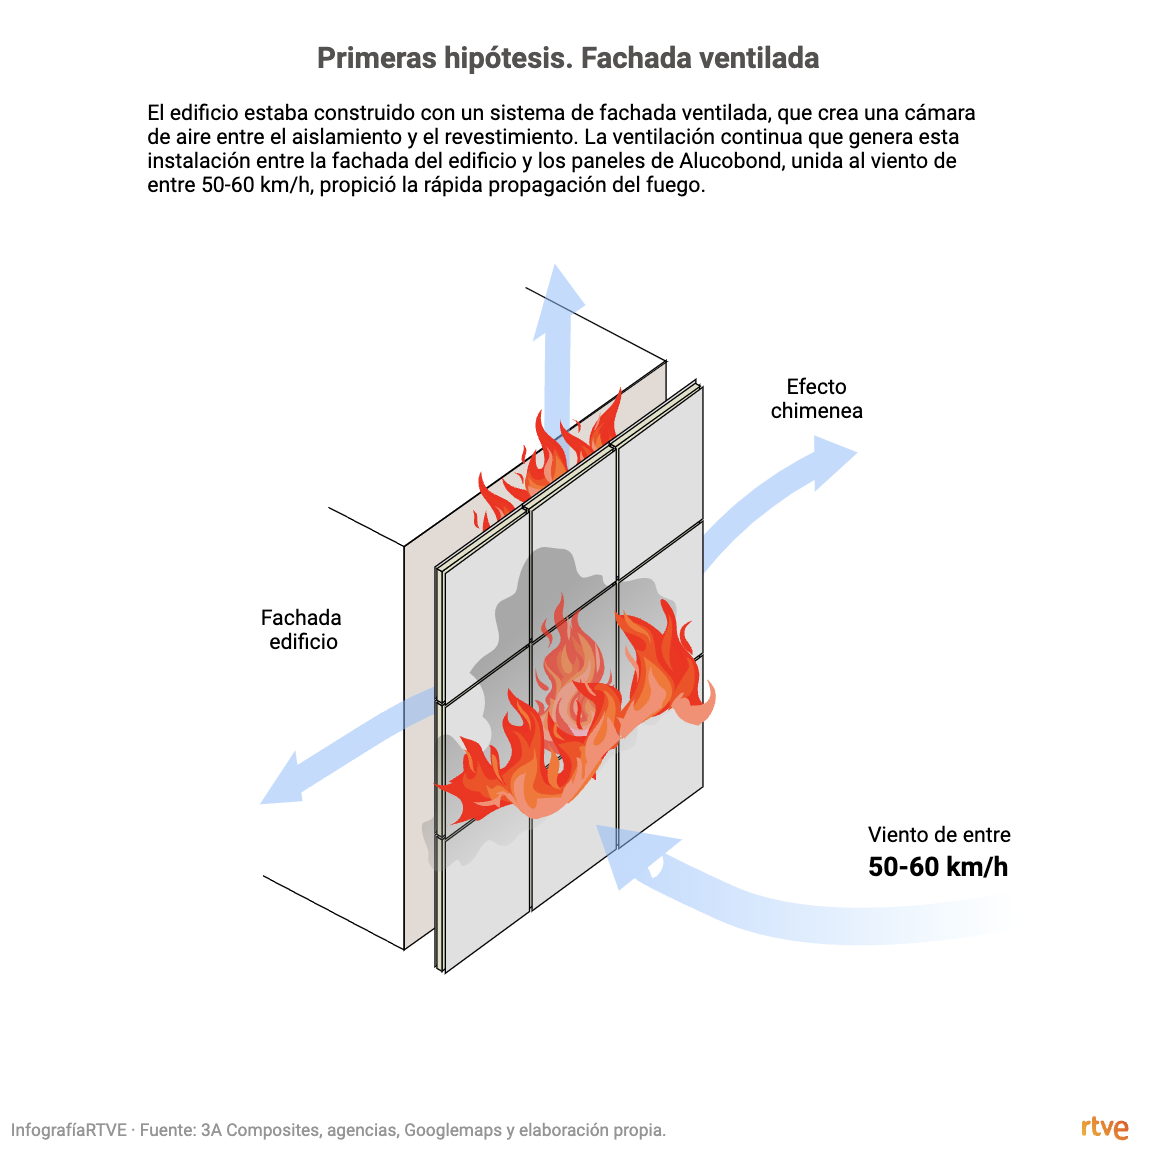 Primeras hipótesis. Fachada ventilada
El edificio estaba construido con un sistema de fachada ventilada, que crea una cámara
de aire entre el aislamiento y el revestimiento. La ventilación continua que genera esta
instalación entre la fachada del edificio y los paneles de Alucobond, unida al viento de
entre 50-60 km/h, propició la rápida propagación del fuego.
Efecto
chimenea
Fachada
edificio
Viento de entre
50-60 km/h
InfografíaRTVE · Fuente: 3A Composites, agencias, Googlemaps y elaboración propia.
rtve